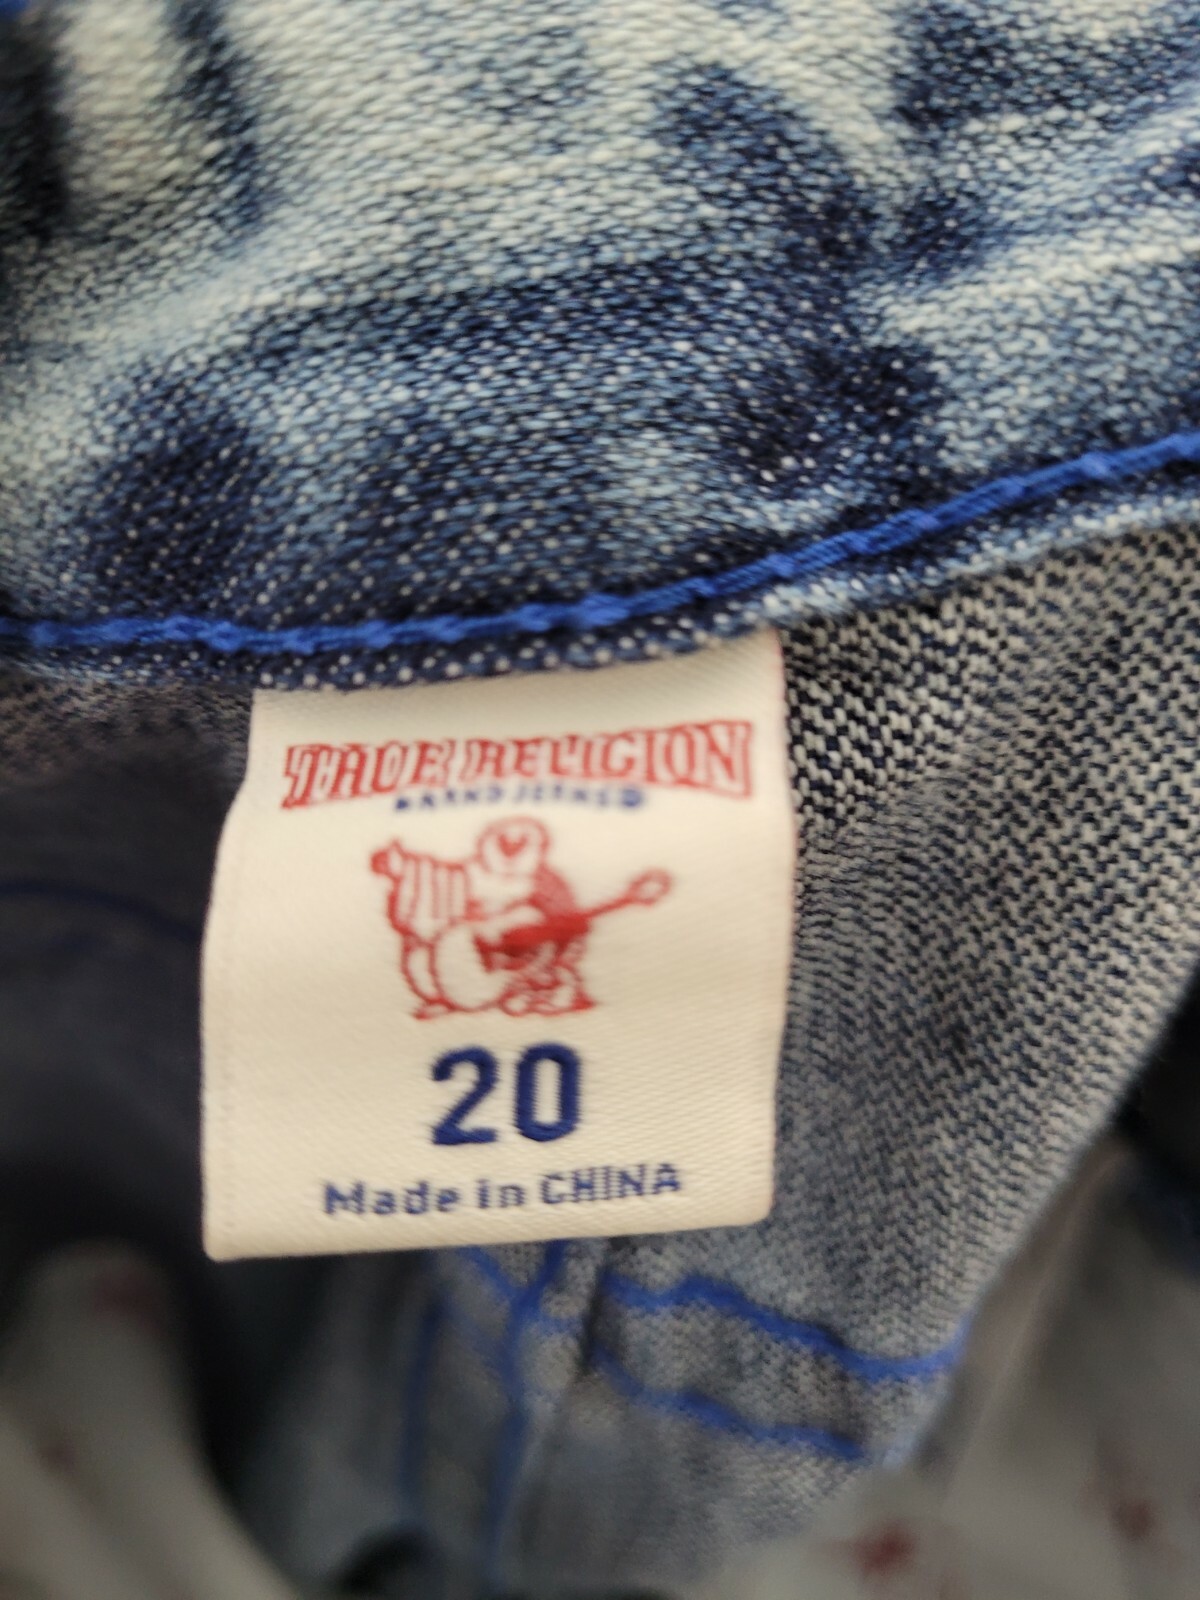 TRUE RELIGION
BRAND JEANS
20
Made in CHINA